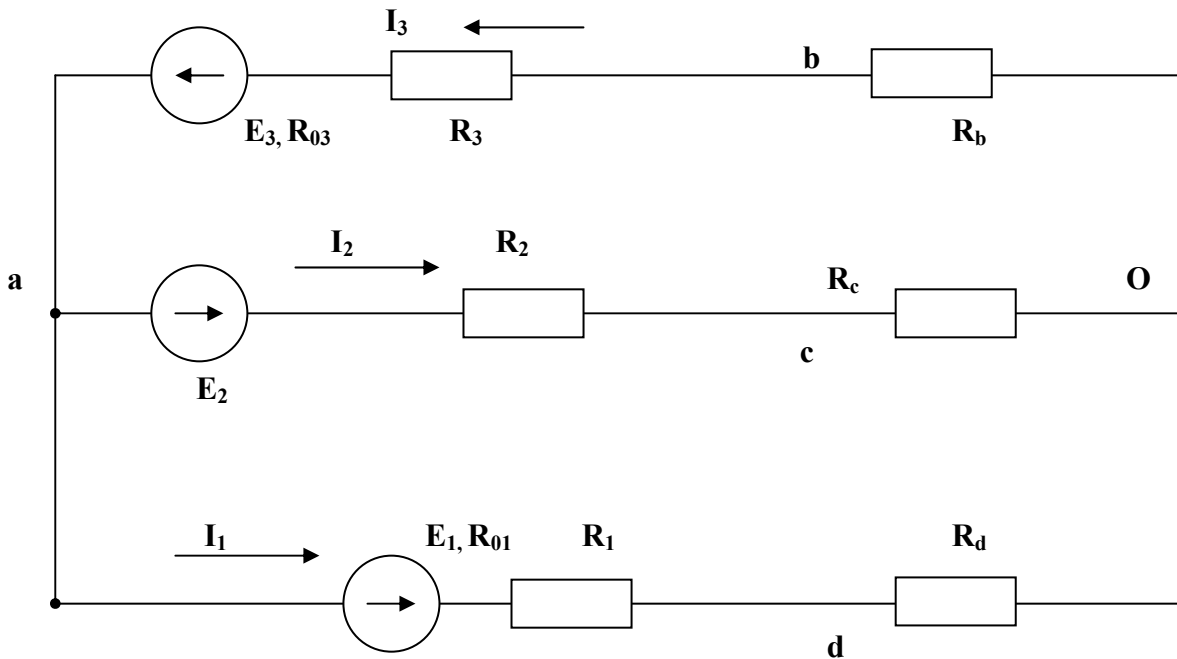 I₃
b
E₃, R₀₃
R₃
R_b
I₂
R₂
a
R_c
O
c
E₂
I₁
E₁, R₀₁
R₁
R_d
d